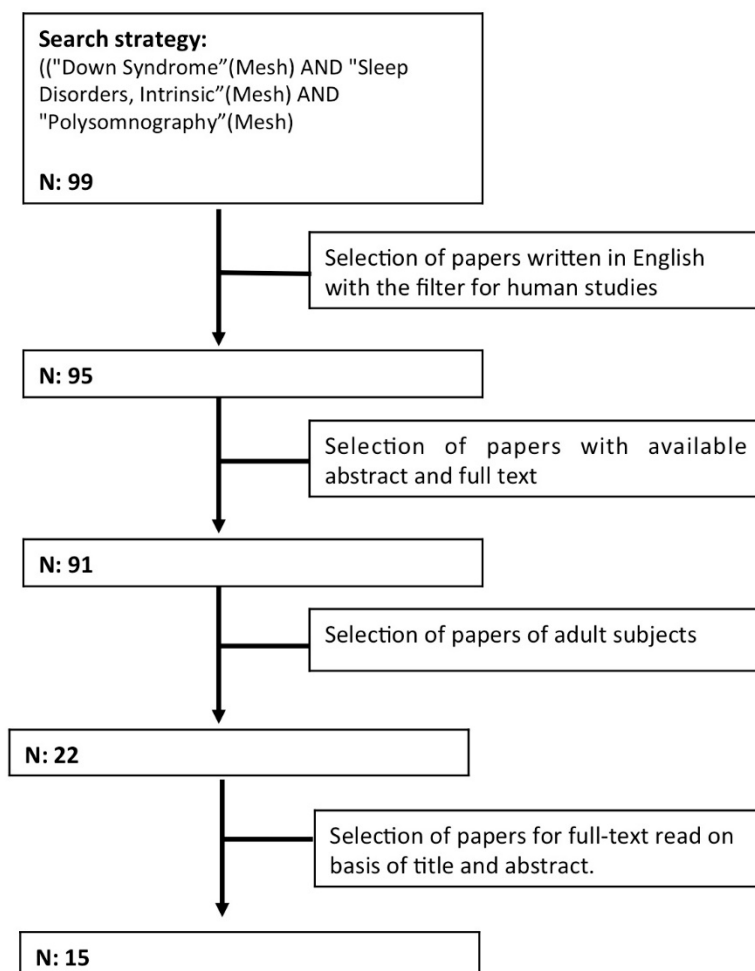 Search strategy:
(("Down Syndrome”(Mesh) AND "Sleep
Disorders, Intrinsic”(Mesh) AND
"Polysomnography”(Mesh)
N: 99
Selection of papers written in English
with the filter for human studies
N: 95
Selection of papers with available
abstract and full text
N: 91
Selection of papers of adult subjects
N: 22
Selection of papers for full-text read on
basis of title and abstract.
N: 15